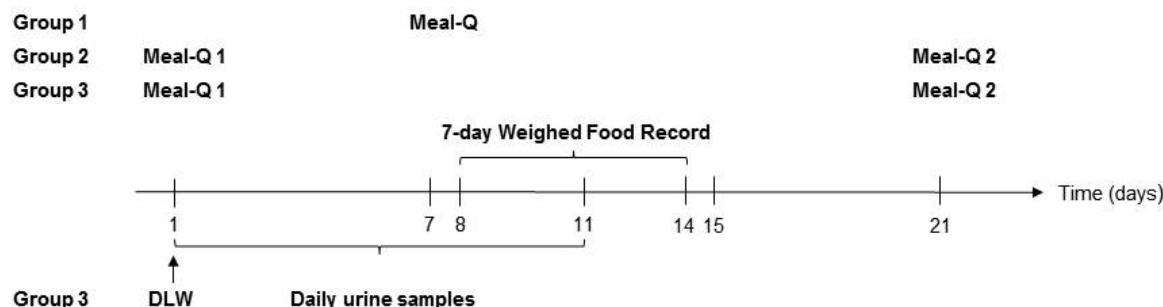 Group 1 Meal-Q
Group 2 Meal-Q 1 Meal-Q 2
Group 3 Meal-Q 1 Meal-Q 2
7-day Weighed Food Record
Time (days)
1 7 8 11 14 15 21
Group 3 DLW Daily urine samples